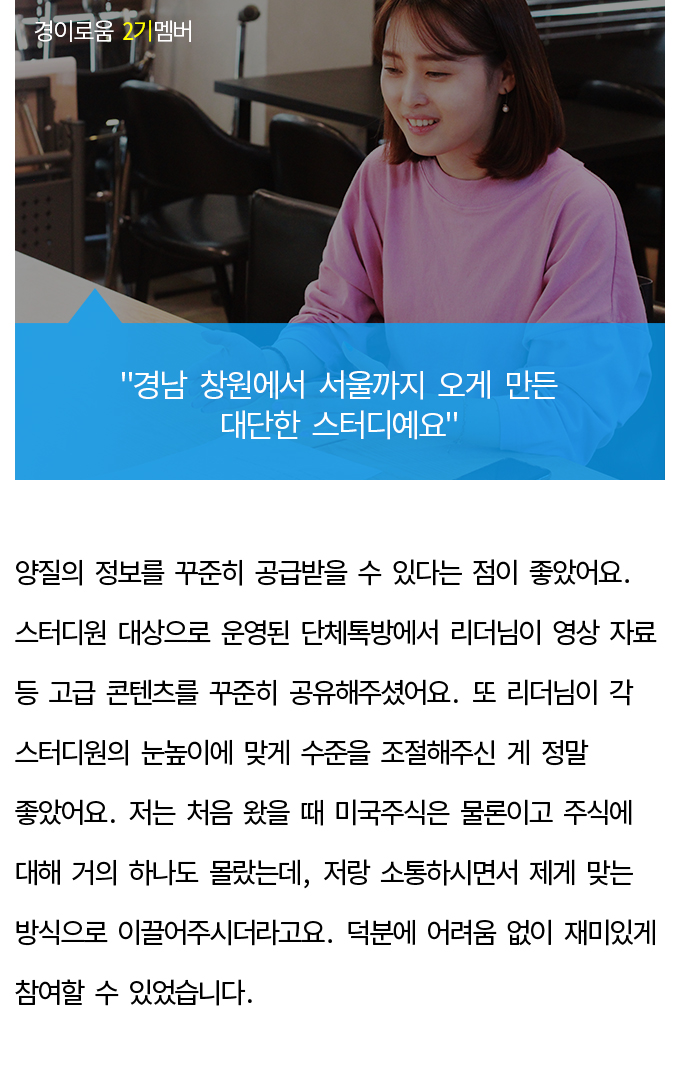 경이로움 2기멤버
"경남 창원에서 서울까지 오게 만든
대단한 스터디예요"
양질의 정보를 꾸준히 공급받을 수 있다는 점이 좋았어요.
스터디원 대상으로 운영된 단체톡방에서 리더님이 영상 자료
등 고급 콘텐츠를 꾸준히 공유해주셨어요. 또 리더님이 각
스터디원의 눈높이에 맞게 수준을 조절해주신 게 정말
좋았어요. 저는 처음 왔을 때 미국주식은 물론이고 주식에
대해 거의 하나도 몰랐는데, 저랑 소통하시면서 제게 맞는
방식으로 이끌어주시더라고요. 덕분에 어려움 없이 재미있게
참여할 수 있었습니다.